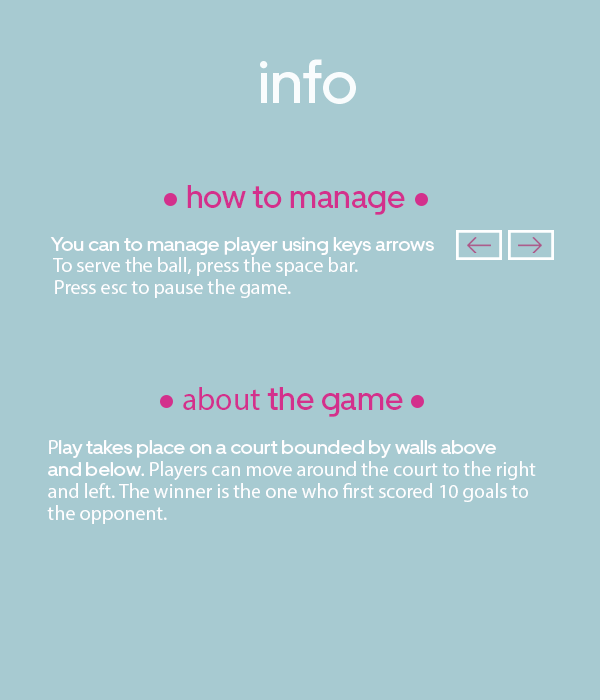 info
• how to manage •
You can to manage player using keys arrows ← →
To serve the ball, press the space bar.
Press esc to pause the game.
• about the game •
Play takes place on a court bounded by walls above
and below. Players can move around the court to the right
and left. The winner is the one who first scored 10 goals to
the opponent.